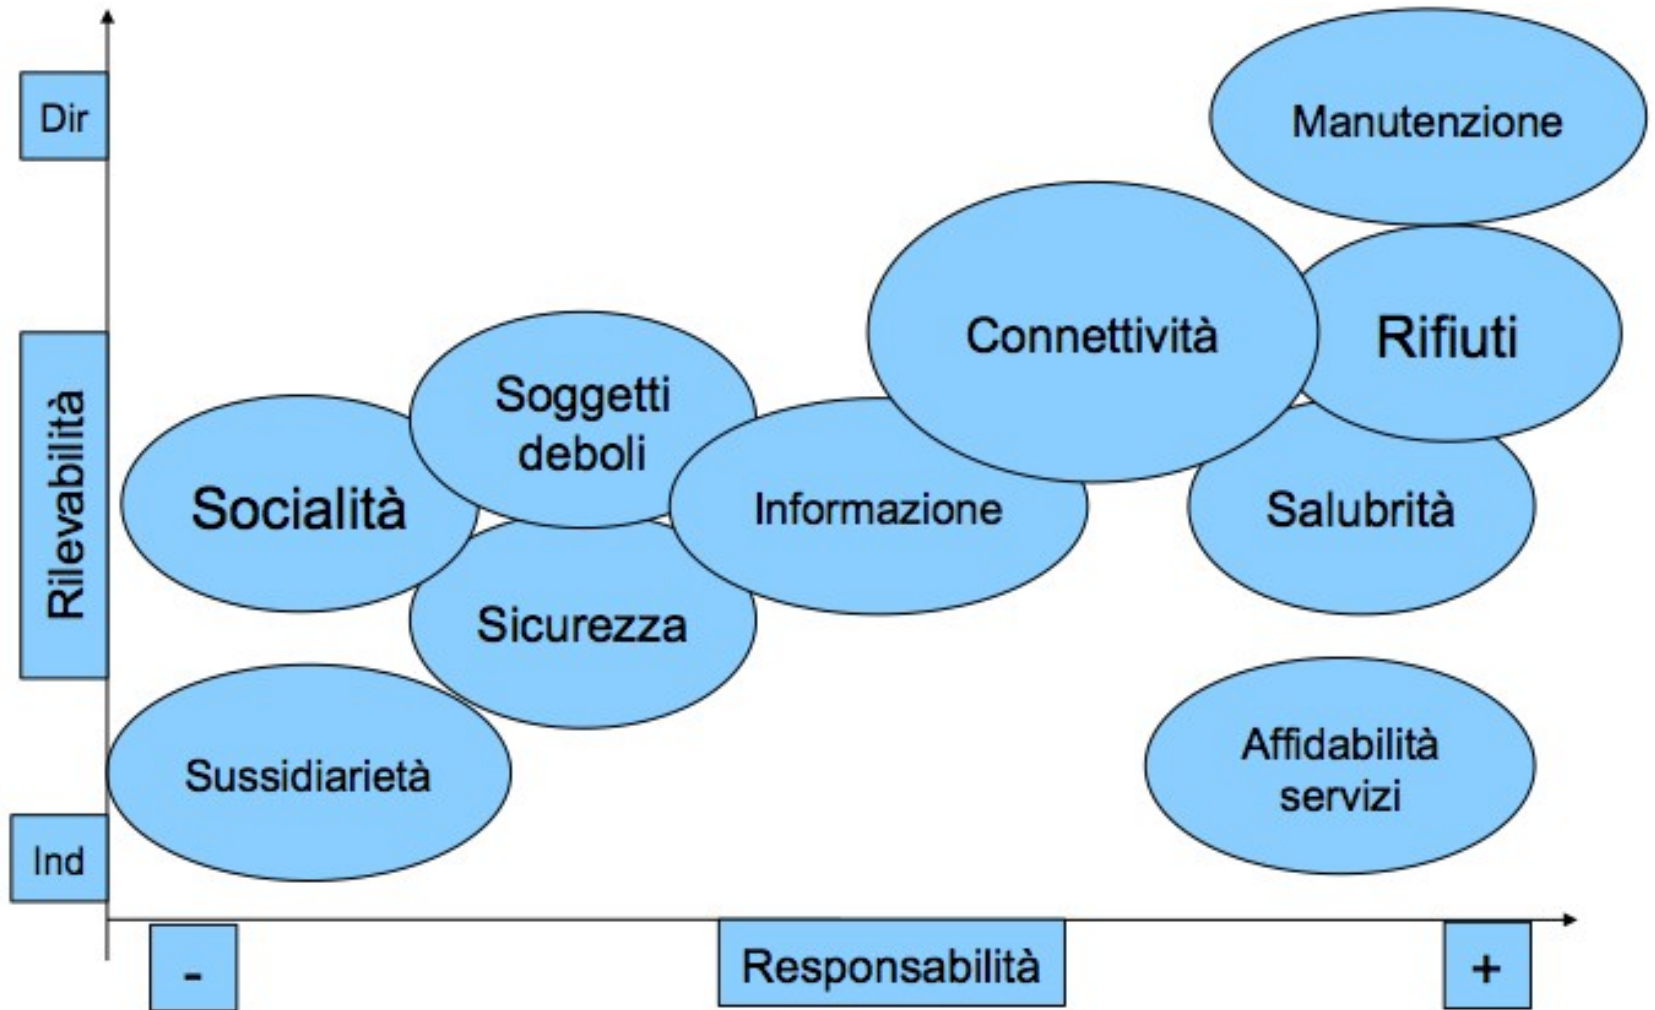 Dir
Manutenzione
Connettività
Rifiuti
Soggetti
deboli
Rilevabilità
Socialità
Informazione
Salubrità
Sicurezza
Sussidiarietà
Affidabilità
servizi
Ind
-
Responsabilità
+